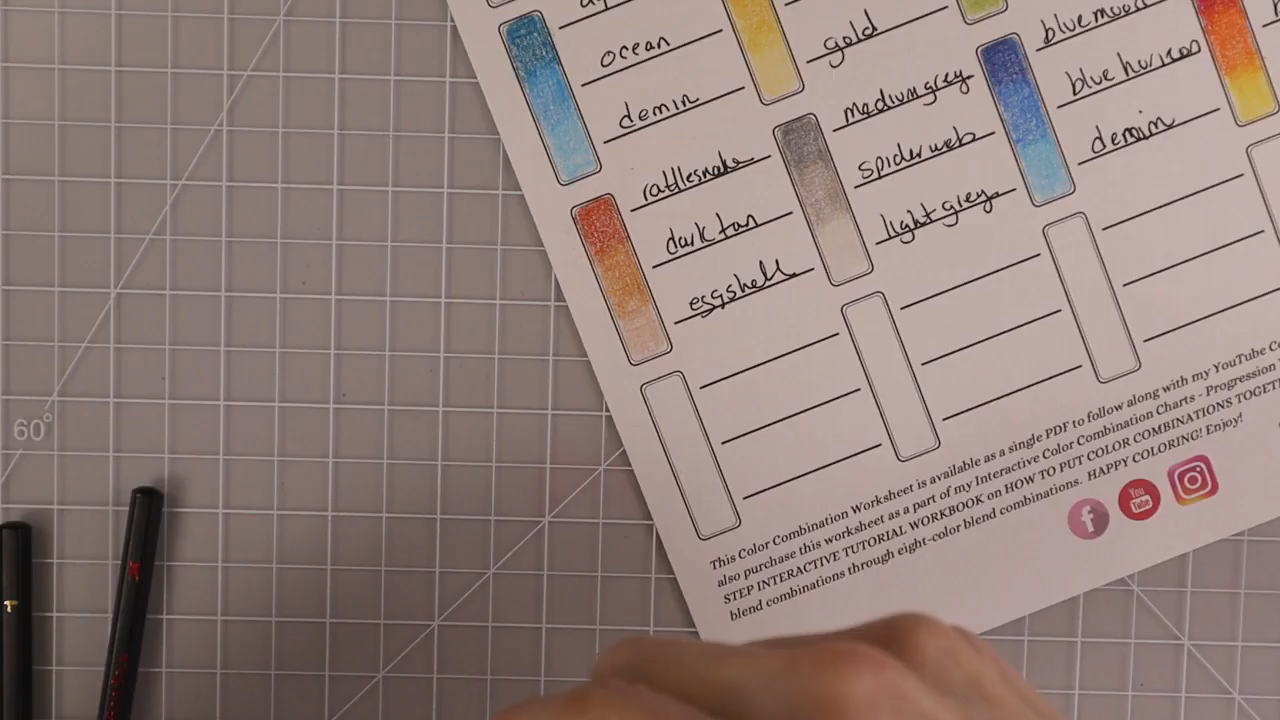 ocean
demin
rattlesnake
dark tan
eggshell
gold
medium grey
spiderweb
light grey
blue moon
blue horizon
demin
This Color Combination Worksheet is available as a single PDF to follow along with my YouTube
also purchase this worksheet as a part of my Interactive Color Combination Charts - Progression
STEP INTERACTIVE TUTORIAL WORKBOOK on HOW TO PUT COLOR COMBINATIONS
blend combinations through eight-color blend combinations. HAPPY COLORING! Enjoy!
f
You
Tube
60°